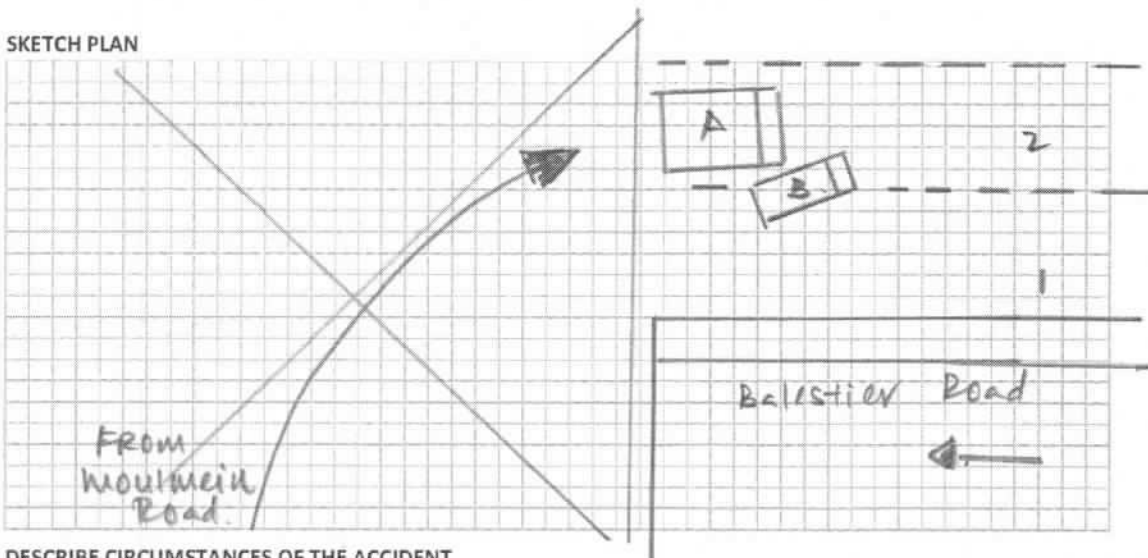 SKETCH PLAN
A
2
B
1
Balestier Road
FROM
Moulmein
Road.
DESCRIBE CIRCUMSTANCES OF THE ACCIDENT